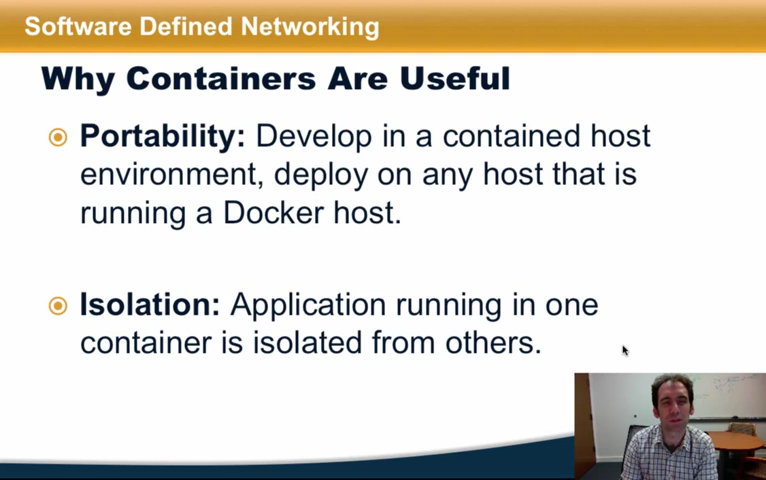 Software Defined Networking
Why Containers Are Useful
Portability: Develop in a contained host
environment, deploy on any host that is
running a Docker host.
Isolation: Application running in one
container is isolated from others.